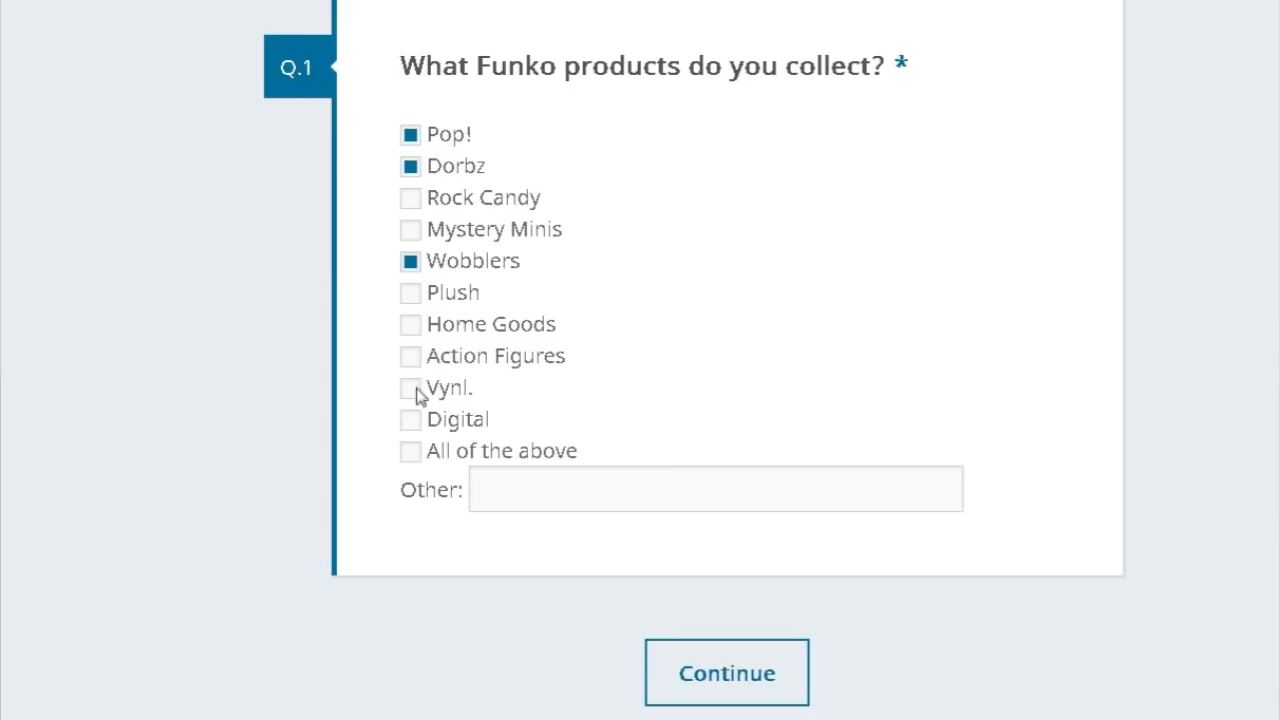 Q.1
What Funko products do you collect? *
Pop!
Dorbz
Rock Candy
Mystery Minis
Wobblers
Plush
Home Goods
Action Figures
Vynl.
Digital
All of the above
Other:
Continue